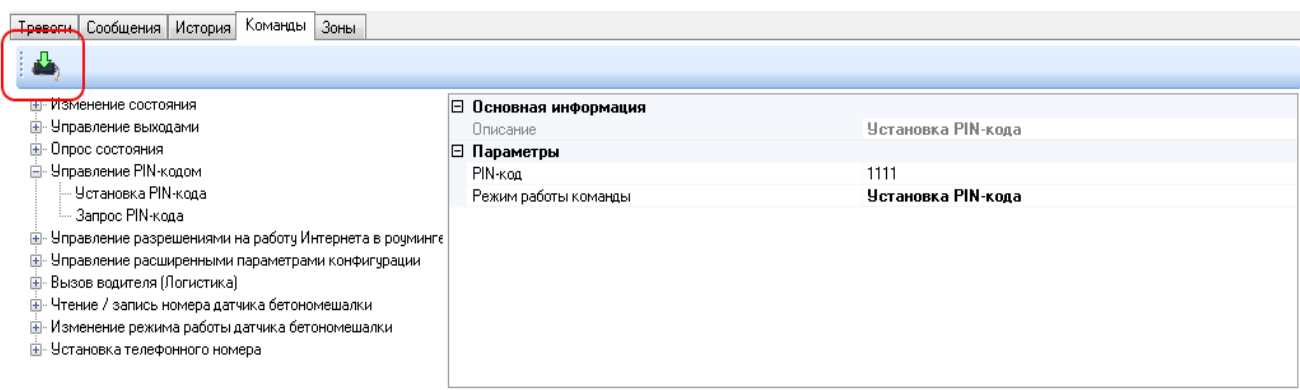 Тревоги Сообщения История Команды Зоны
Изменение состояния
Управление выходами
Опрос состояния
Управление PIN-кодом
Установка PIN-кода
Запрос PIN-кода
Управление разрешениями на работу Интернета в роуминге
Управление расширенными параметрами конфигурации
Вызов водителя (Логистика)
Чтение / запись номера датчика бетономешалки
Изменение режима работы датчика бетономешалки
Установка телефонного номера
Основная информация
Описание Установка PIN-кода
Параметры
PIN-код 1111
Режим работы команды Установка PIN-кода